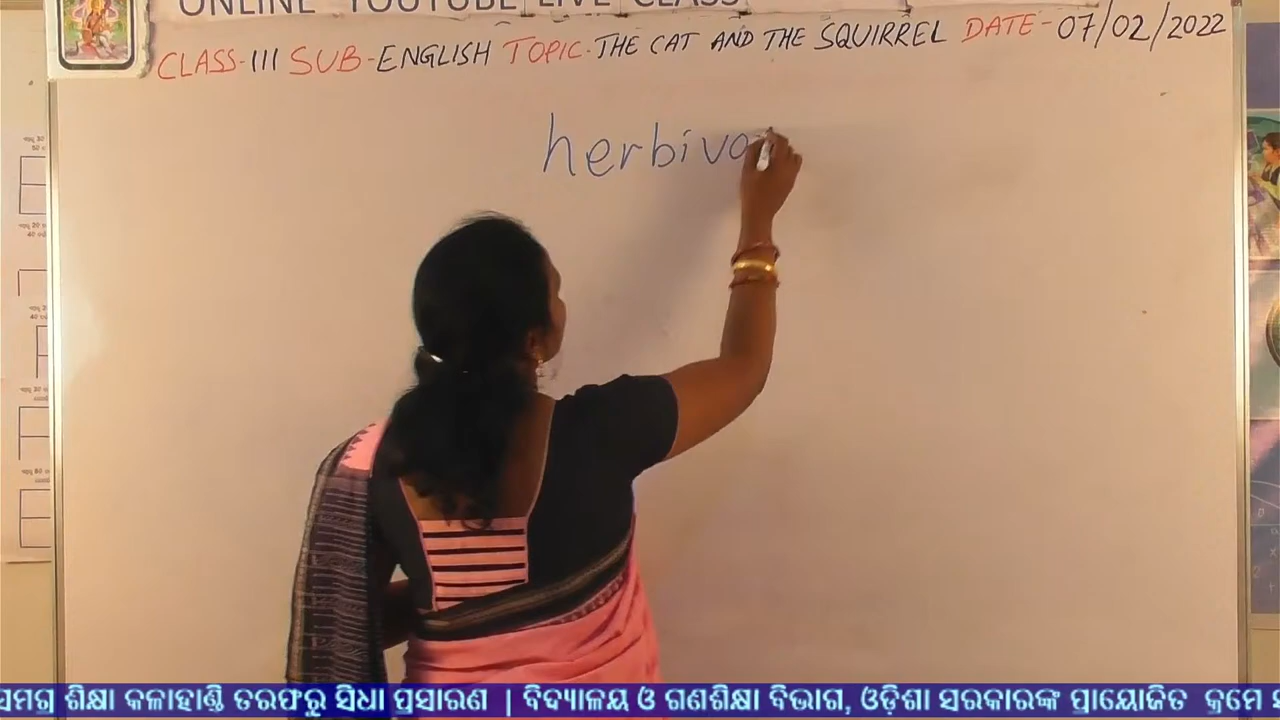 ONLINE YOUTUBE LIVE CLASS
CLASS-III SUB-ENGLISH TOPIC-THE CAT AND THE SQUIRREL DATE-07/02/2022
herbivo
ସମଗ୍ର ଶିକ୍ଷା କଳାହାଣ୍ଡି ତରଫରୁ ସିଧା ପ୍ରସାରଣ | ବିଦ୍ୟାଳୟ ଓ ଗଣଶିକ୍ଷା ବିଭାଗ, ଓଡ଼ିଶା ସରକାରଙ୍କ ପ୍ରାୟୋଜିତ କ୍ରମେ